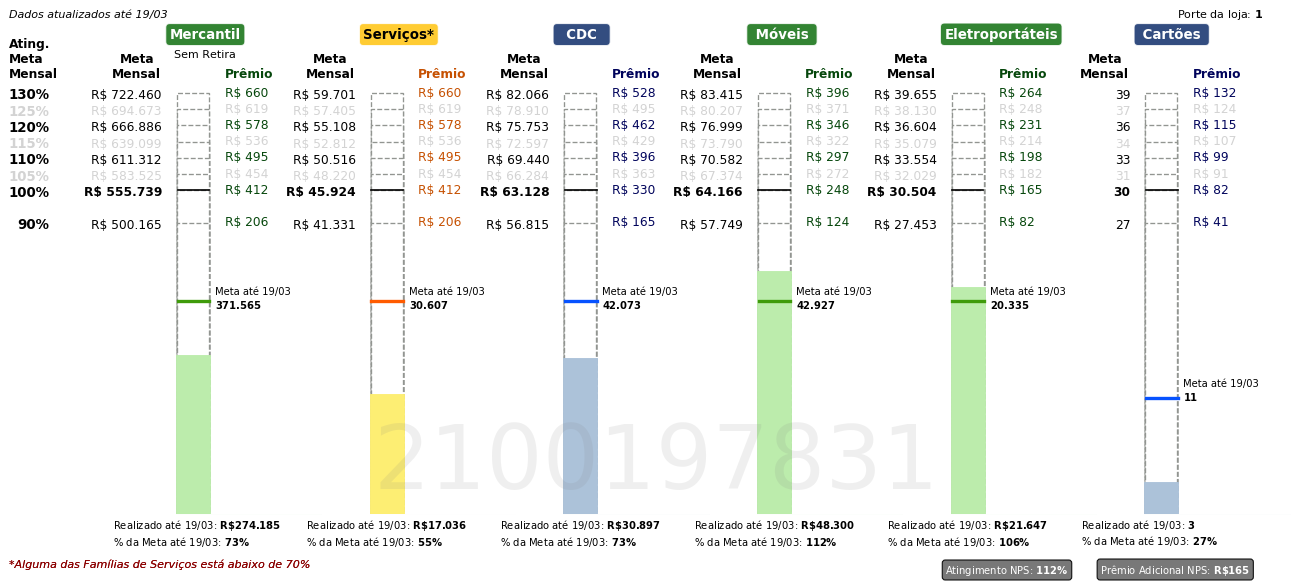 Dados atualizados até 19/03
Porte da loja: 1
Mercantil Serviços* CDC Móveis Eletroportáteis Cartões
Sem Retira
Ating. Meta Mensal
Meta Mensal Prêmio Meta Mensal Prêmio Meta Mensal Prêmio Meta Mensal Prêmio Meta Mensal Prêmio Meta Mensal Prêmio
130% R$ 722.460 R$ 660 R$ 59.701 R$ 660 R$ 82.066 R$ 528 R$ 83.415 R$ 396 R$ 39.655 R$ 264 39 R$ 132
125% R$ 694.673 R$ 619 R$ 57.405 R$ 619 R$ 78.910 R$ 495 R$ 80.207 R$ 371 R$ 38.130 R$ 248 37 R$ 124
120% R$ 666.886 R$ 578 R$ 55.108 R$ 578 R$ 75.753 R$ 462 R$ 76.999 R$ 346 R$ 36.604 R$ 231 36 R$ 115
115% R$ 639.099 R$ 536 R$ 52.812 R$ 536 R$ 72.597 R$ 429 R$ 73.790 R$ 322 R$ 35.079 R$ 214 34 R$ 107
110% R$ 611.312 R$ 495 R$ 50.516 R$ 495 R$ 69.440 R$ 396 R$ 70.582 R$ 297 R$ 33.554 R$ 198 33 R$ 99
105% R$ 583.525 R$ 454 R$ 48.220 R$ 454 R$ 66.284 R$ 363 R$ 67.374 R$ 272 R$ 32.029 R$ 182 31 R$ 91
100% R$ 555.739 R$ 412 R$ 45.924 R$ 412 R$ 63.128 R$ 330 R$ 64.166 R$ 248 R$ 30.504 R$ 165 30 R$ 82
90% R$ 500.165 R$ 206 R$ 41.331 R$ 206 R$ 56.815 R$ 165 R$ 57.749 R$ 124 R$ 27.453 R$ 82 27 R$ 41
Meta até 19/03 Meta até 19/03 Meta até 19/03 Meta até 19/03 Meta até 19/03
371.565 30.607 42.073 42.927 20.335
Meta até 19/03
11
2100197831
Realizado até 19/03: R$274.185 Realizado até 19/03: R$17.036 Realizado até 19/03: R$30.897 Realizado até 19/03: R$48.300 Realizado até 19/03: R$21.647 Realizado até 19/03: 3
% da Meta até 19/03: 73% % da Meta até 19/03: 55% % da Meta até 19/03: 73% % da Meta até 19/03: 112% % da Meta até 19/03: 106% % da Meta até 19/03: 27%
*Alguma das Famílias de Serviços está abaixo de 70%
Atingimento NPS: 112% Prêmio Adicional NPS: R$165